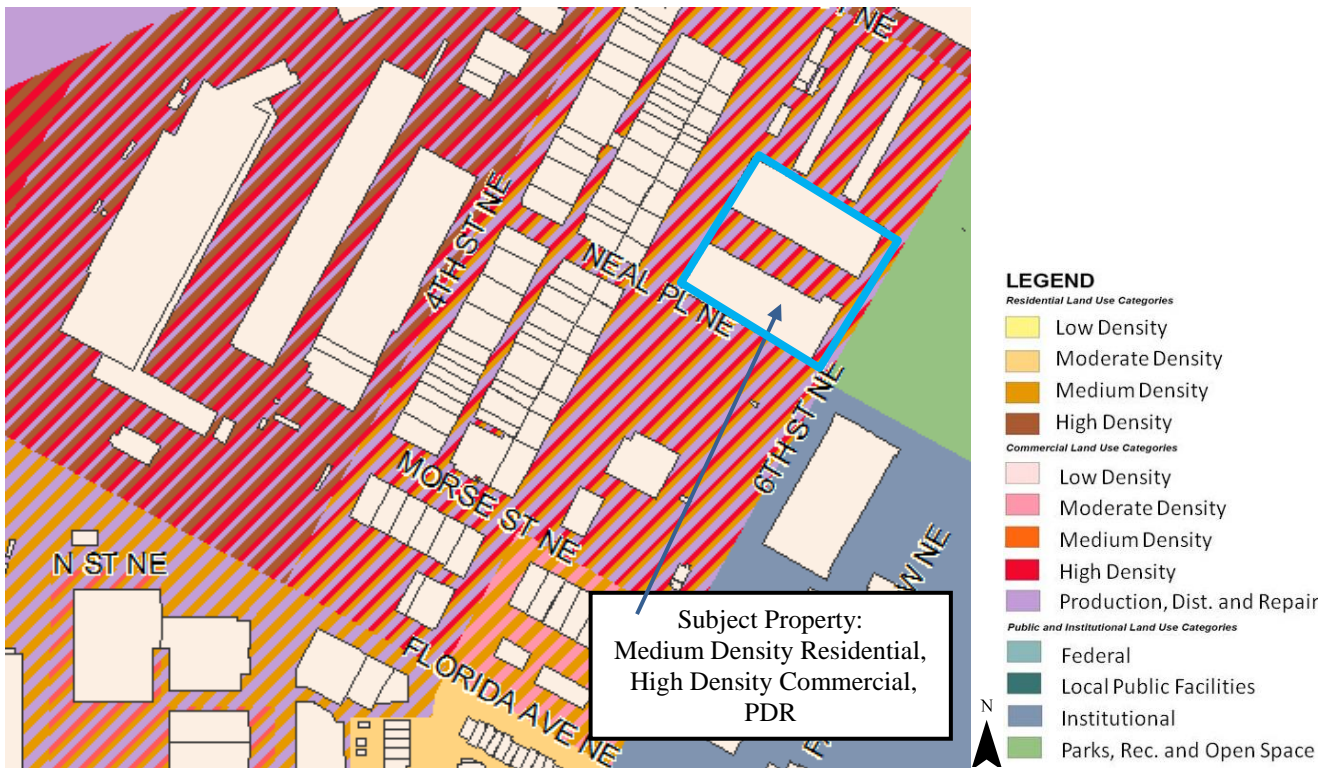 T NE
4TH ST NE
NEAL PL NE
6TH ST NE
MORSE ST NE
N ST NE
W NE
FLORIDA AVE NE
Subject Property:
Medium Density Residential,
High Density Commercial,
PDR
LEGEND
Residential Land Use Categories
Low Density
Moderate Density
Medium Density
High Density
Commercial Land Use Categories
Low Density
Moderate Density
Medium Density
High Density
Production, Dist. and Repair
Public and Institutional Land Use Categories
Federal
Local Public Facilities
Institutional
Parks, Rec. and Open Space
N